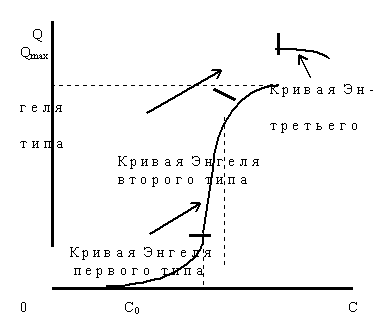 Q
Qmax
Кривая Эн-
геля
третьего
типа
Кривая Энгеля
второго типа
Кривая Энгеля
первого типа
0
C0
C